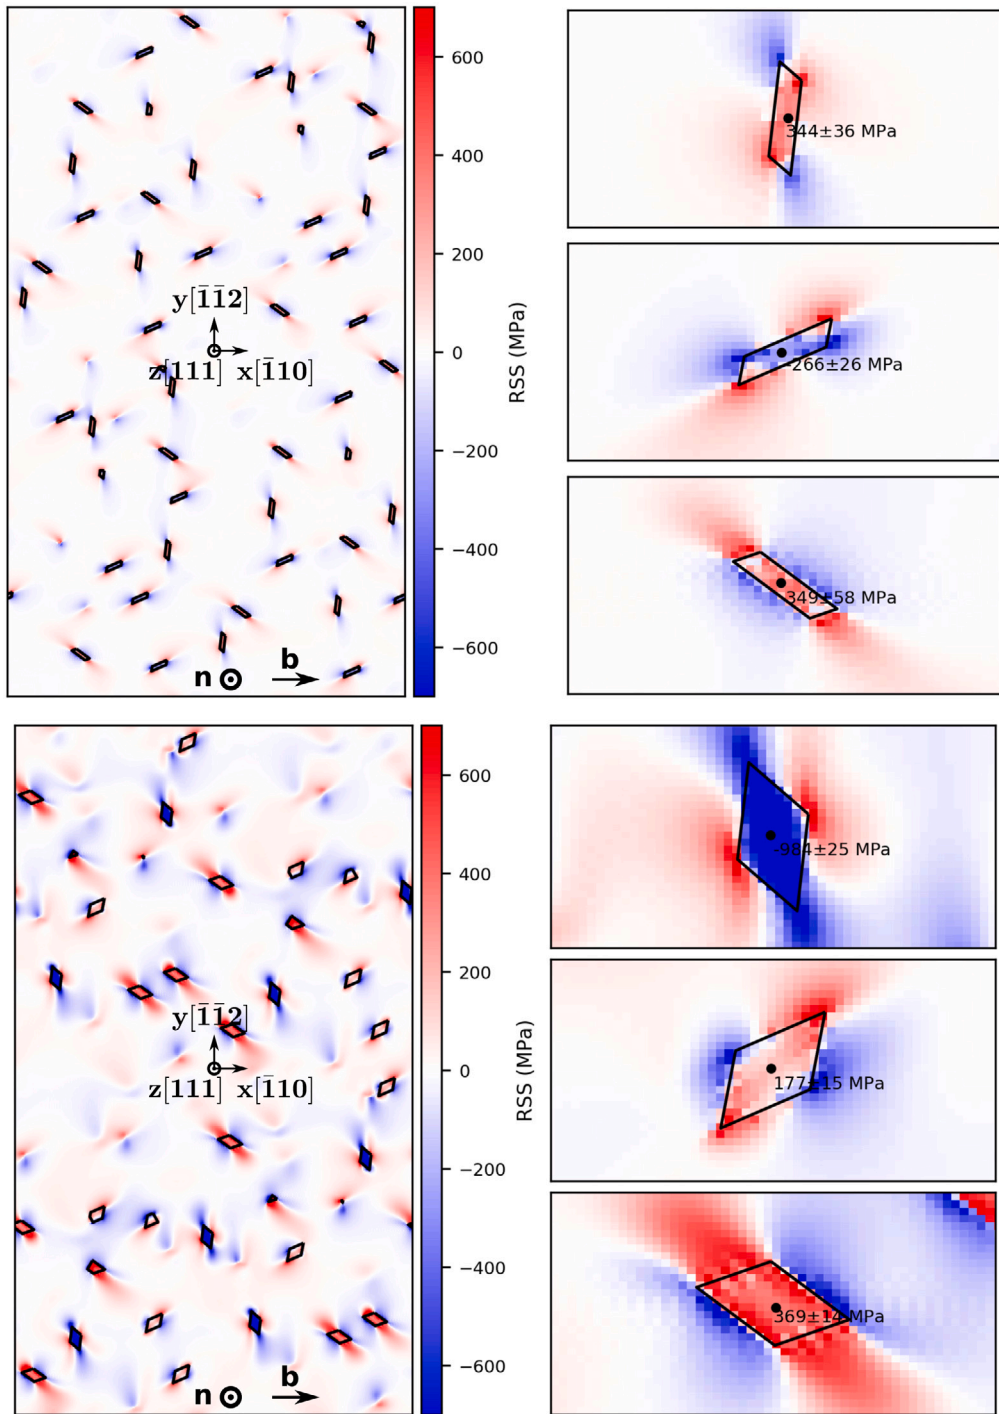 600
400
200
0
−200
−400
−600
RSS (MPa)
y[1̄1̄2]
z[111] x[1̄10]
n b
344±36 MPa
-266±26 MPa
349±58 MPa
600
400
200
0
−200
−400
−600
RSS (MPa)
y[1̄1̄2]
z[111] x[1̄10]
n b
-984±25 MPa
177±15 MPa
369±14 MPa